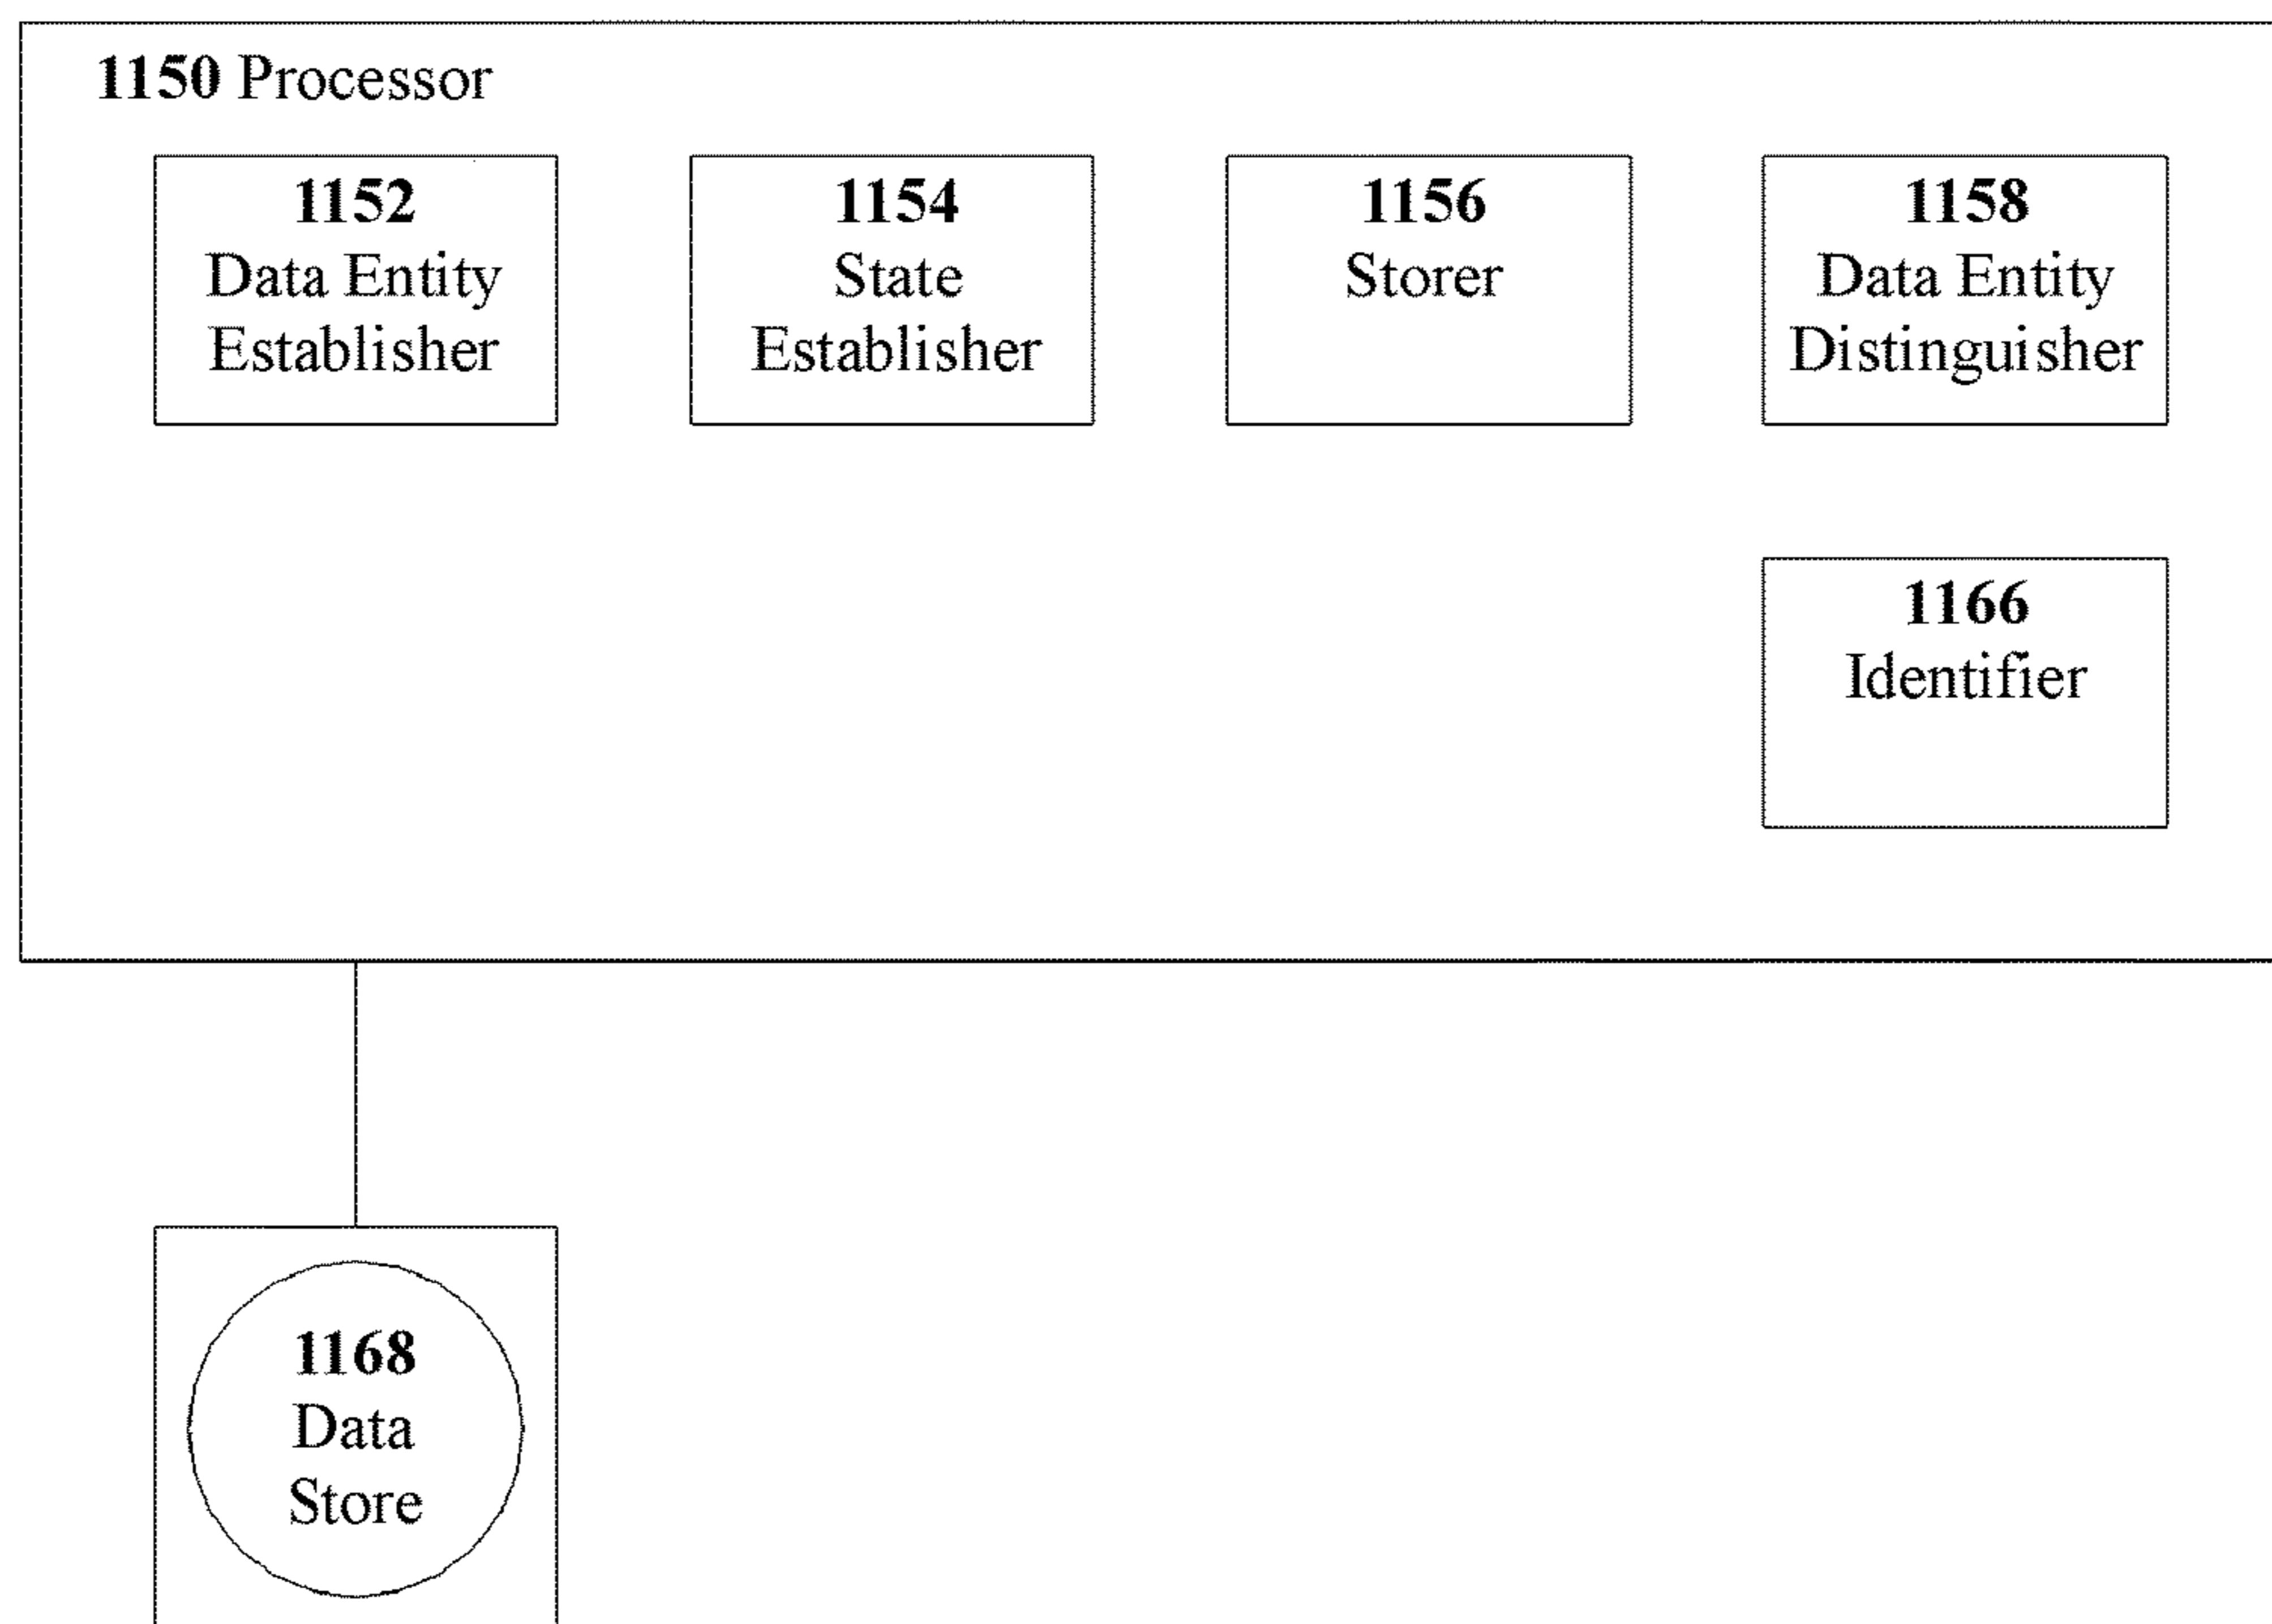 1150 Processor
1152
Data Entity
Establisher
1154
State
Establisher
1156
Storer
1158
Data Entity
Distinguisher
1166
Identifier
1168
Data
Store